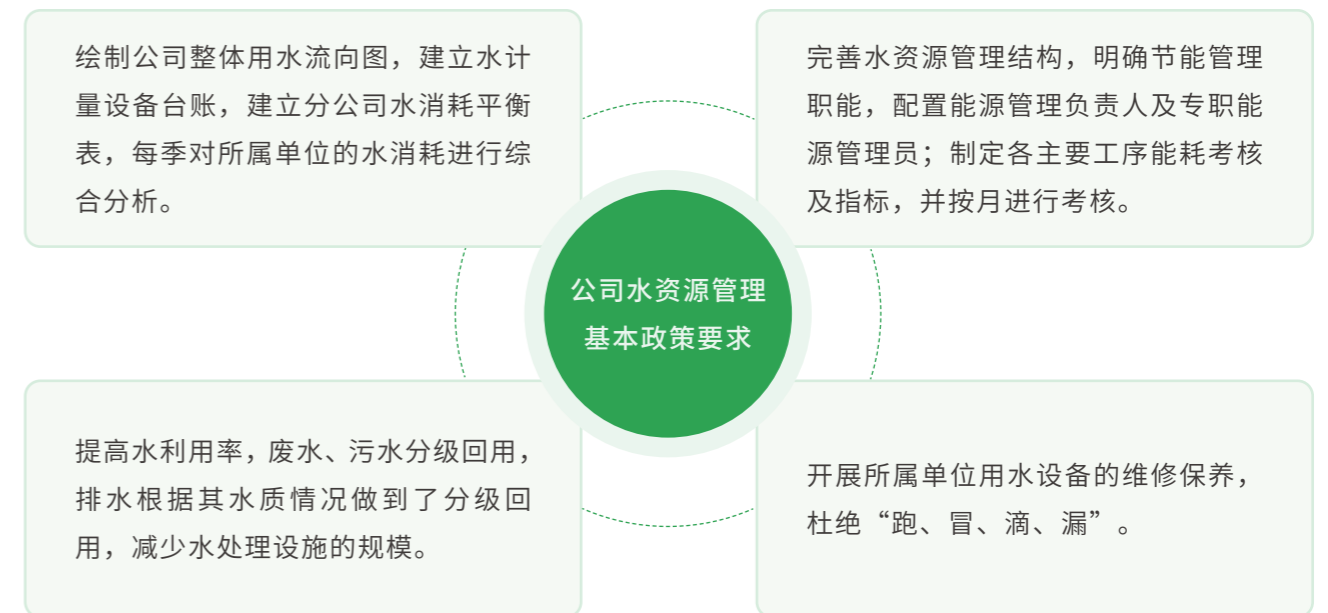 绘制公司整体用水流向图，建立水计
量设备台账，建立分公司水消耗平衡
表，每季对所属单位的水消耗进行综
合分析。
完善水资源管理结构，明确节能管理
职能，配置能源管理负责人及专职能
源管理员；制定各主要工序能耗考核
及指标，并按月进行考核。
公司水资源管理
基本政策要求
提高水利用率，废水、污水分级回用，
排水根据其水质情况做到了分级回
用，减少水处理设施的规模。
开展所属单位用水设备的维修保养，
杜绝“跑、冒、滴、漏”。